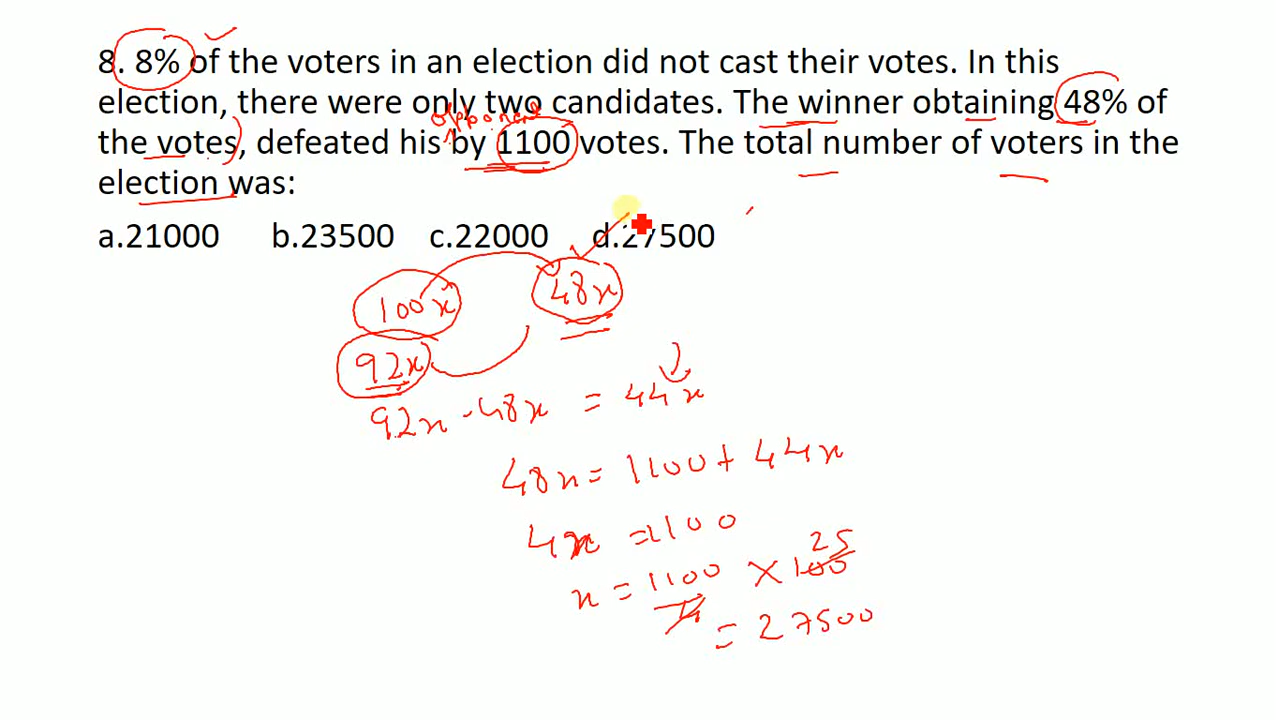 8. 8% of the voters in an election did not cast their votes. In this
election, there were only two candidates. The winner obtaining 48% of
opponent
the votes, defeated his by 1100 votes. The total number of voters in the
election was:
a.21000 b.23500 c.22000 d.27500
100x 48x
92x
92x - 48x = 44x
48x = 1100 + 44x
4x = 1100
25
x = 1100 × 100
4
= 27500